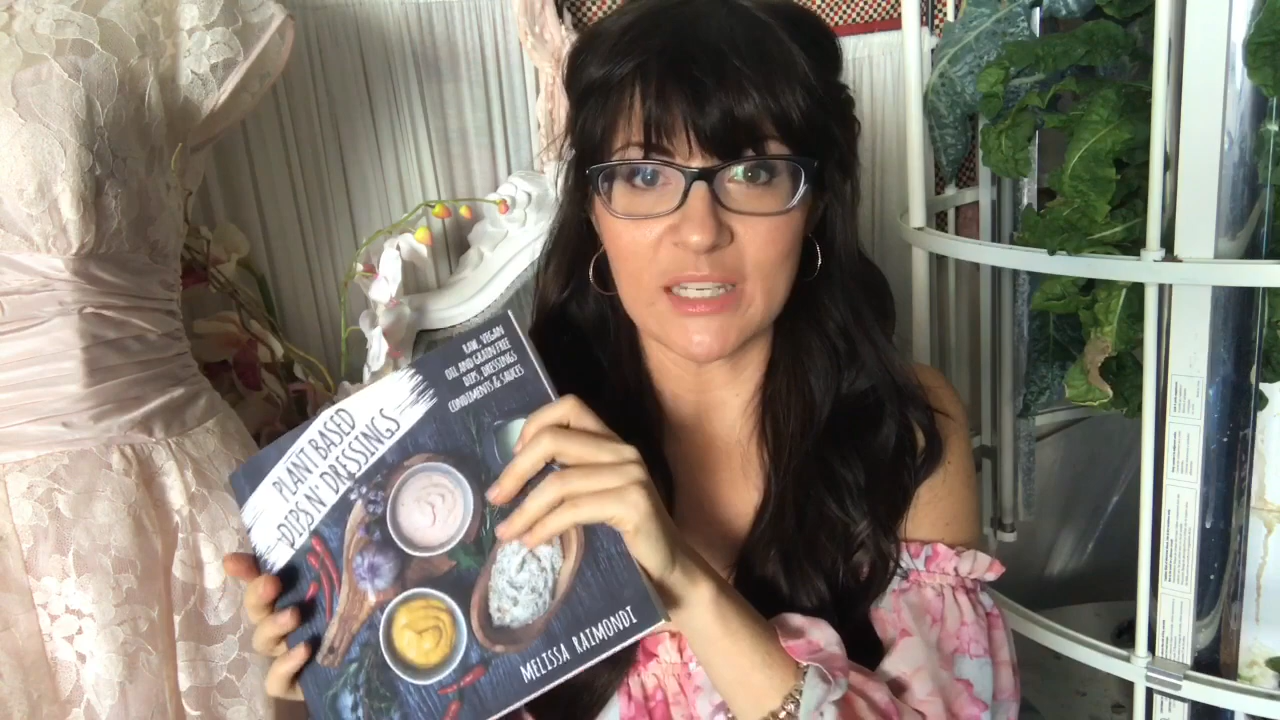 RAW, VEGAN
OIL AND GRAIN FREE
DIPS, DRESSINGS
CONDIMENTS & SAUCES
PLANT BASED
DIPS N' DRESSINGS
MELISSA RAIMONDI